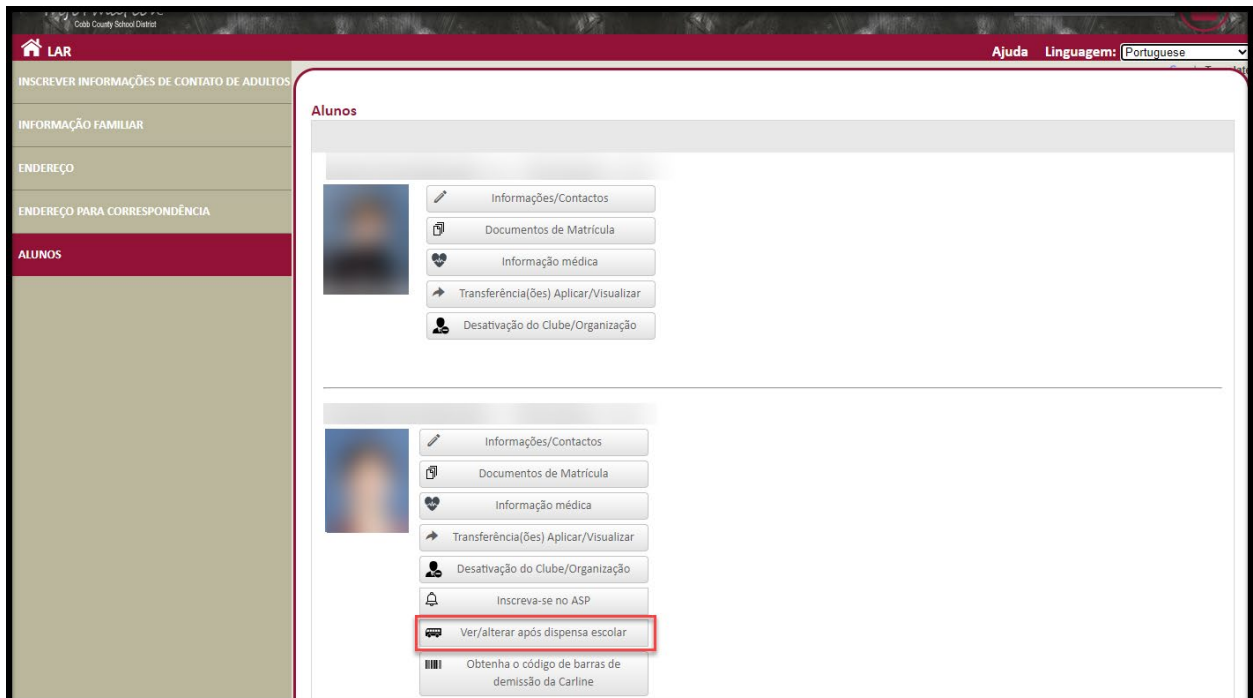 Cobb County School District
LAR
Ajuda Linguagem: Portuguese
INSCREVER INFORMAÇÕES DE CONTATO DE ADULTOS
INFORMAÇÃO FAMILIAR
ENDEREÇO
ENDEREÇO PARA CORRESPONDÊNCIA
ALUNOS
Alunos
Informações/Contactos
Documentos de Matrícula
Informação médica
Transferência(ões) Aplicar/Visualizar
Desativação do Clube/Organização
Informações/Contactos
Documentos de Matrícula
Informação médica
Transferência(ões) Aplicar/Visualizar
Desativação do Clube/Organização
Inscreva-se no ASP
Ver/alterar após dispensa escolar
Obtenha o código de barras de
demissão da Carline